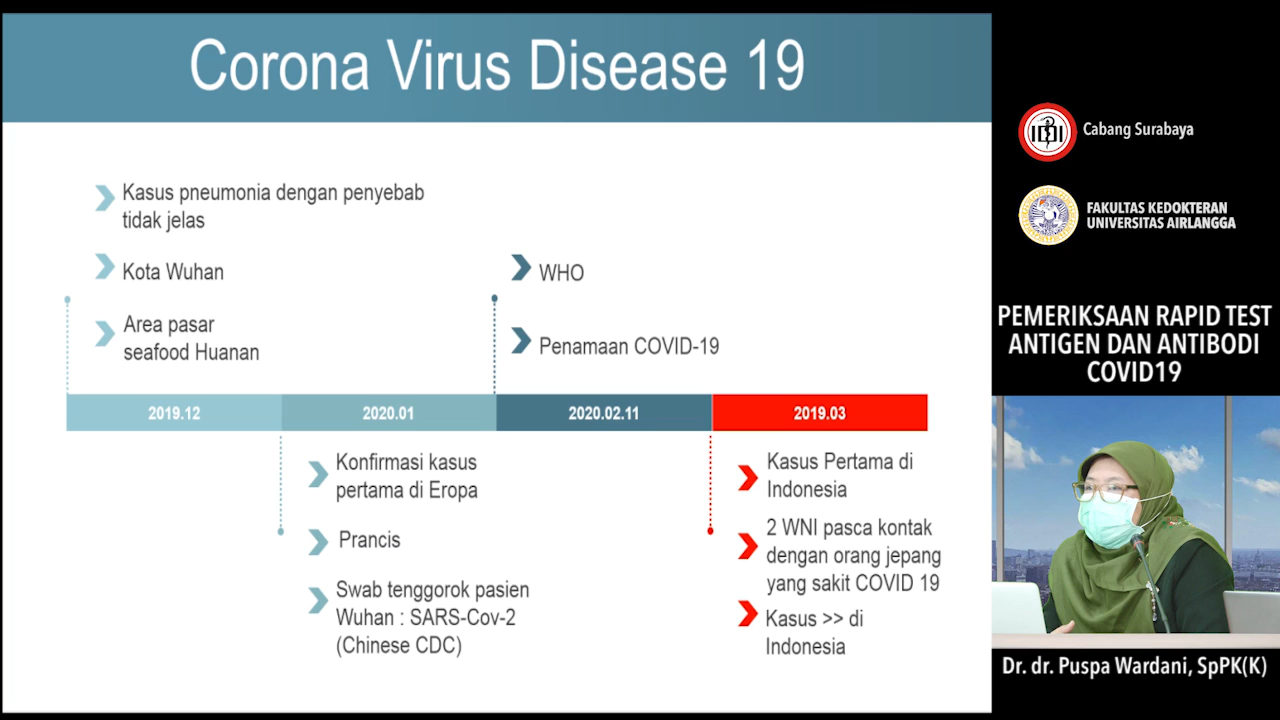 Corona Virus Disease 19
Kasus pneumonia dengan penyebab
tidak jelas
Kota Wuhan
Area pasar
seafood Huanan
WHO
Penamaan COVID-19
2019.12
2020.01
2020.02.11
2019.03
Konfirmasi kasus
pertama di Eropa
Prancis
Swab tenggorok pasien
Wuhan : SARS-Cov-2
(Chinese CDC)
Kasus Pertama di
Indonesia
2 WNI pasca kontak
dengan orang jepang
yang sakit COVID 19
Kasus >> di
Indonesia
IDI
Cabang Surabaya
FAKULTAS KEDOKTERAN
UNIVERSITAS AIRLANGGA
PEMERIKSAAN RAPID TEST
ANTIGEN DAN ANTIBODI
COVID19
Dr. dr. Puspa Wardani, SpPK(K)